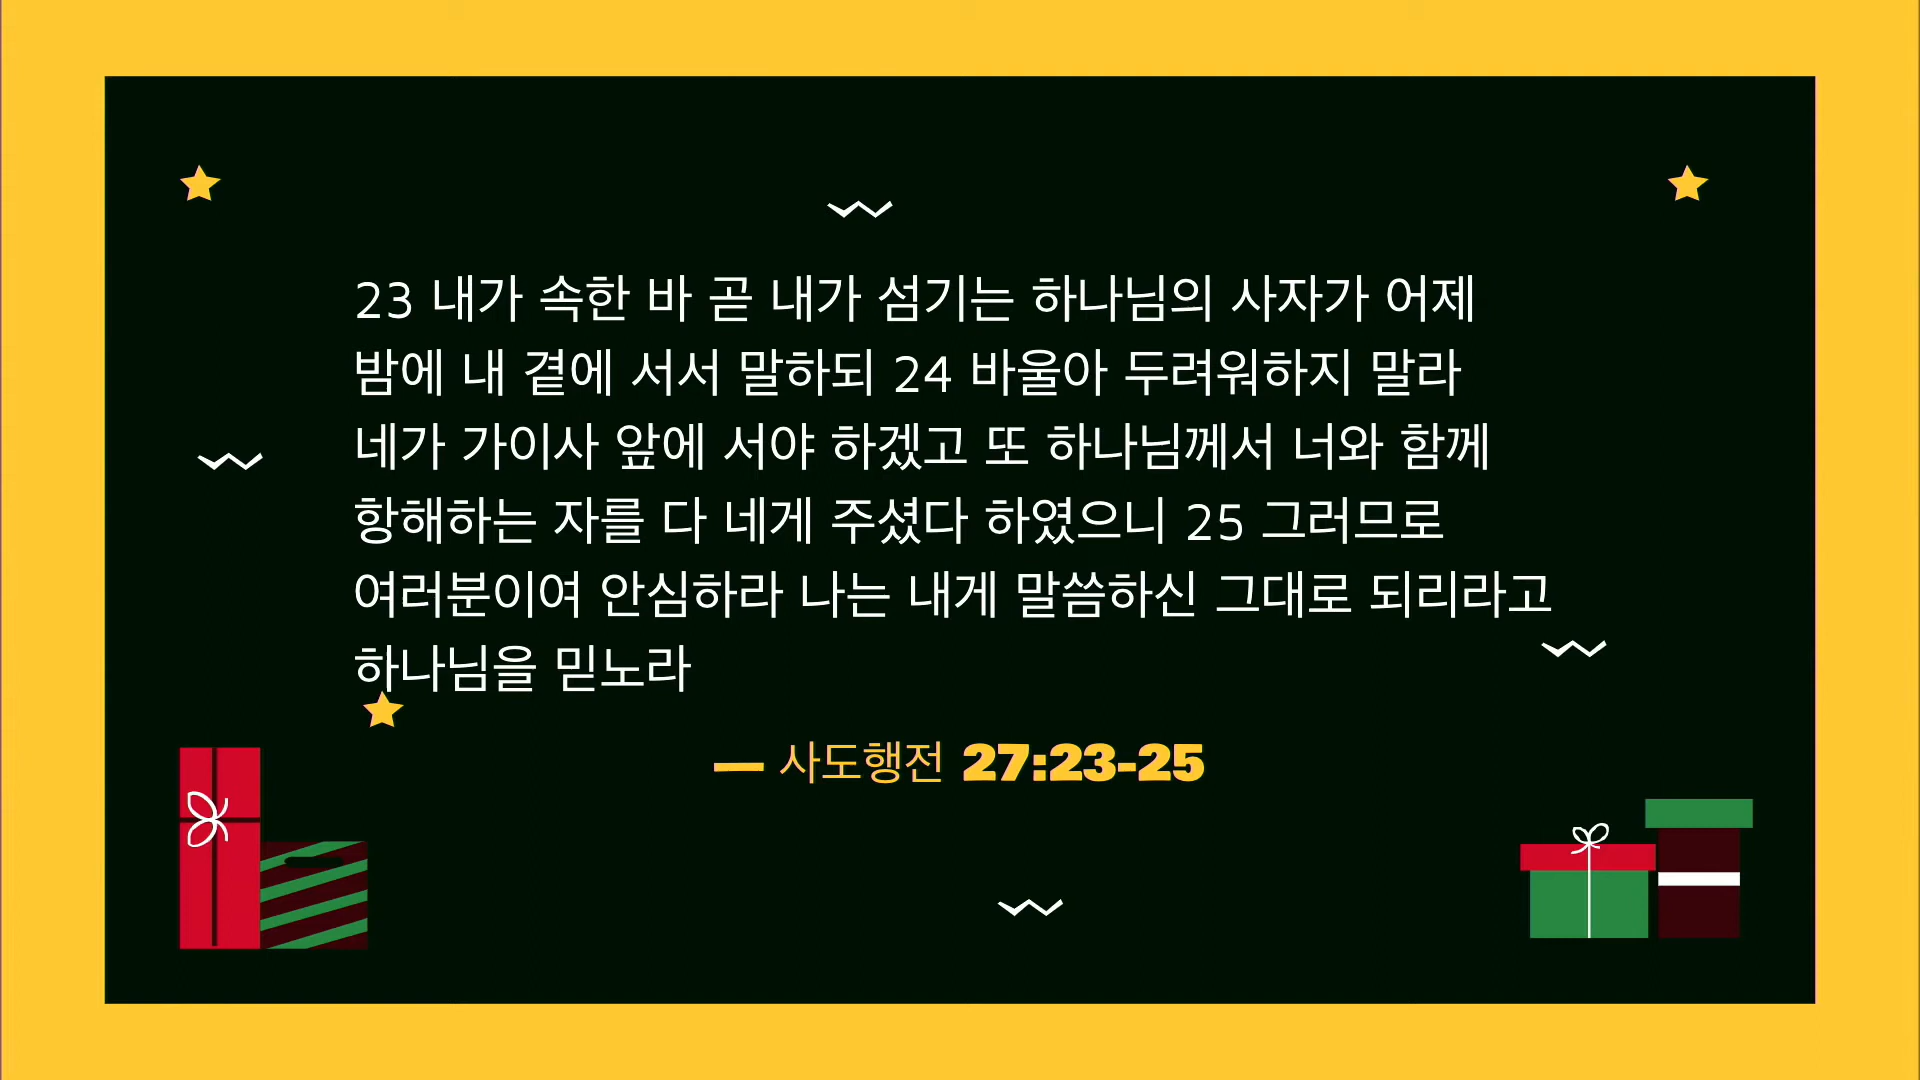 23 내가 속한 바 곧 내가 섬기는 하나님의 사자가 어제
밤에 내 곁에 서서 말하되 24 바울아 두려워하지 말라
네가 가이사 앞에 서야 하겠고 또 하나님께서 너와 함께
항해하는 자를 다 네게 주셨다 하였으니 25 그러므로
여러분이여 안심하라 나는 내게 말씀하신 그대로 되리라고
하나님을 믿노라
— 사도행전 27:23-25